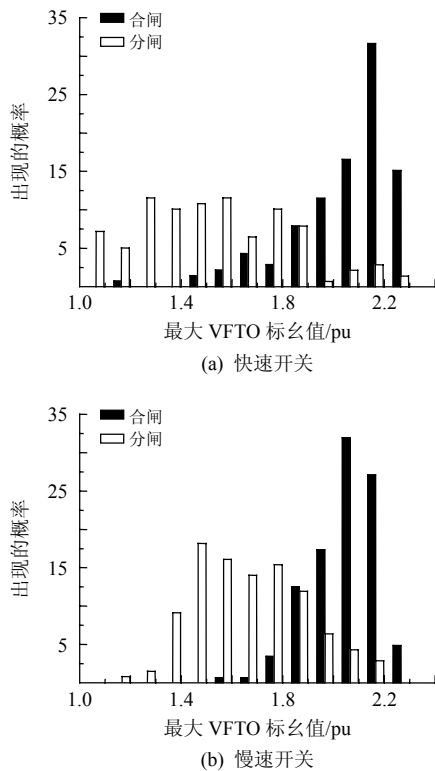 合闸
分闸
出现的概率
35
25
15
5
1.0 1.4 1.8 2.2
最大 VFTO 标幺值/pu
(a) 快速开关
合闸
分闸
出现的概率
35
25
15
5
1.0 1.4 1.8 2.2
最大 VFTO 标幺值/pu
(b) 慢速开关